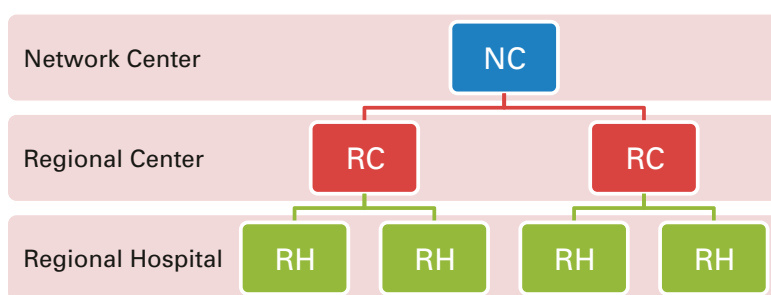 Network Center
NC
Regional Center
RC
RC
Regional Hospital
RH
RH
RH
RH